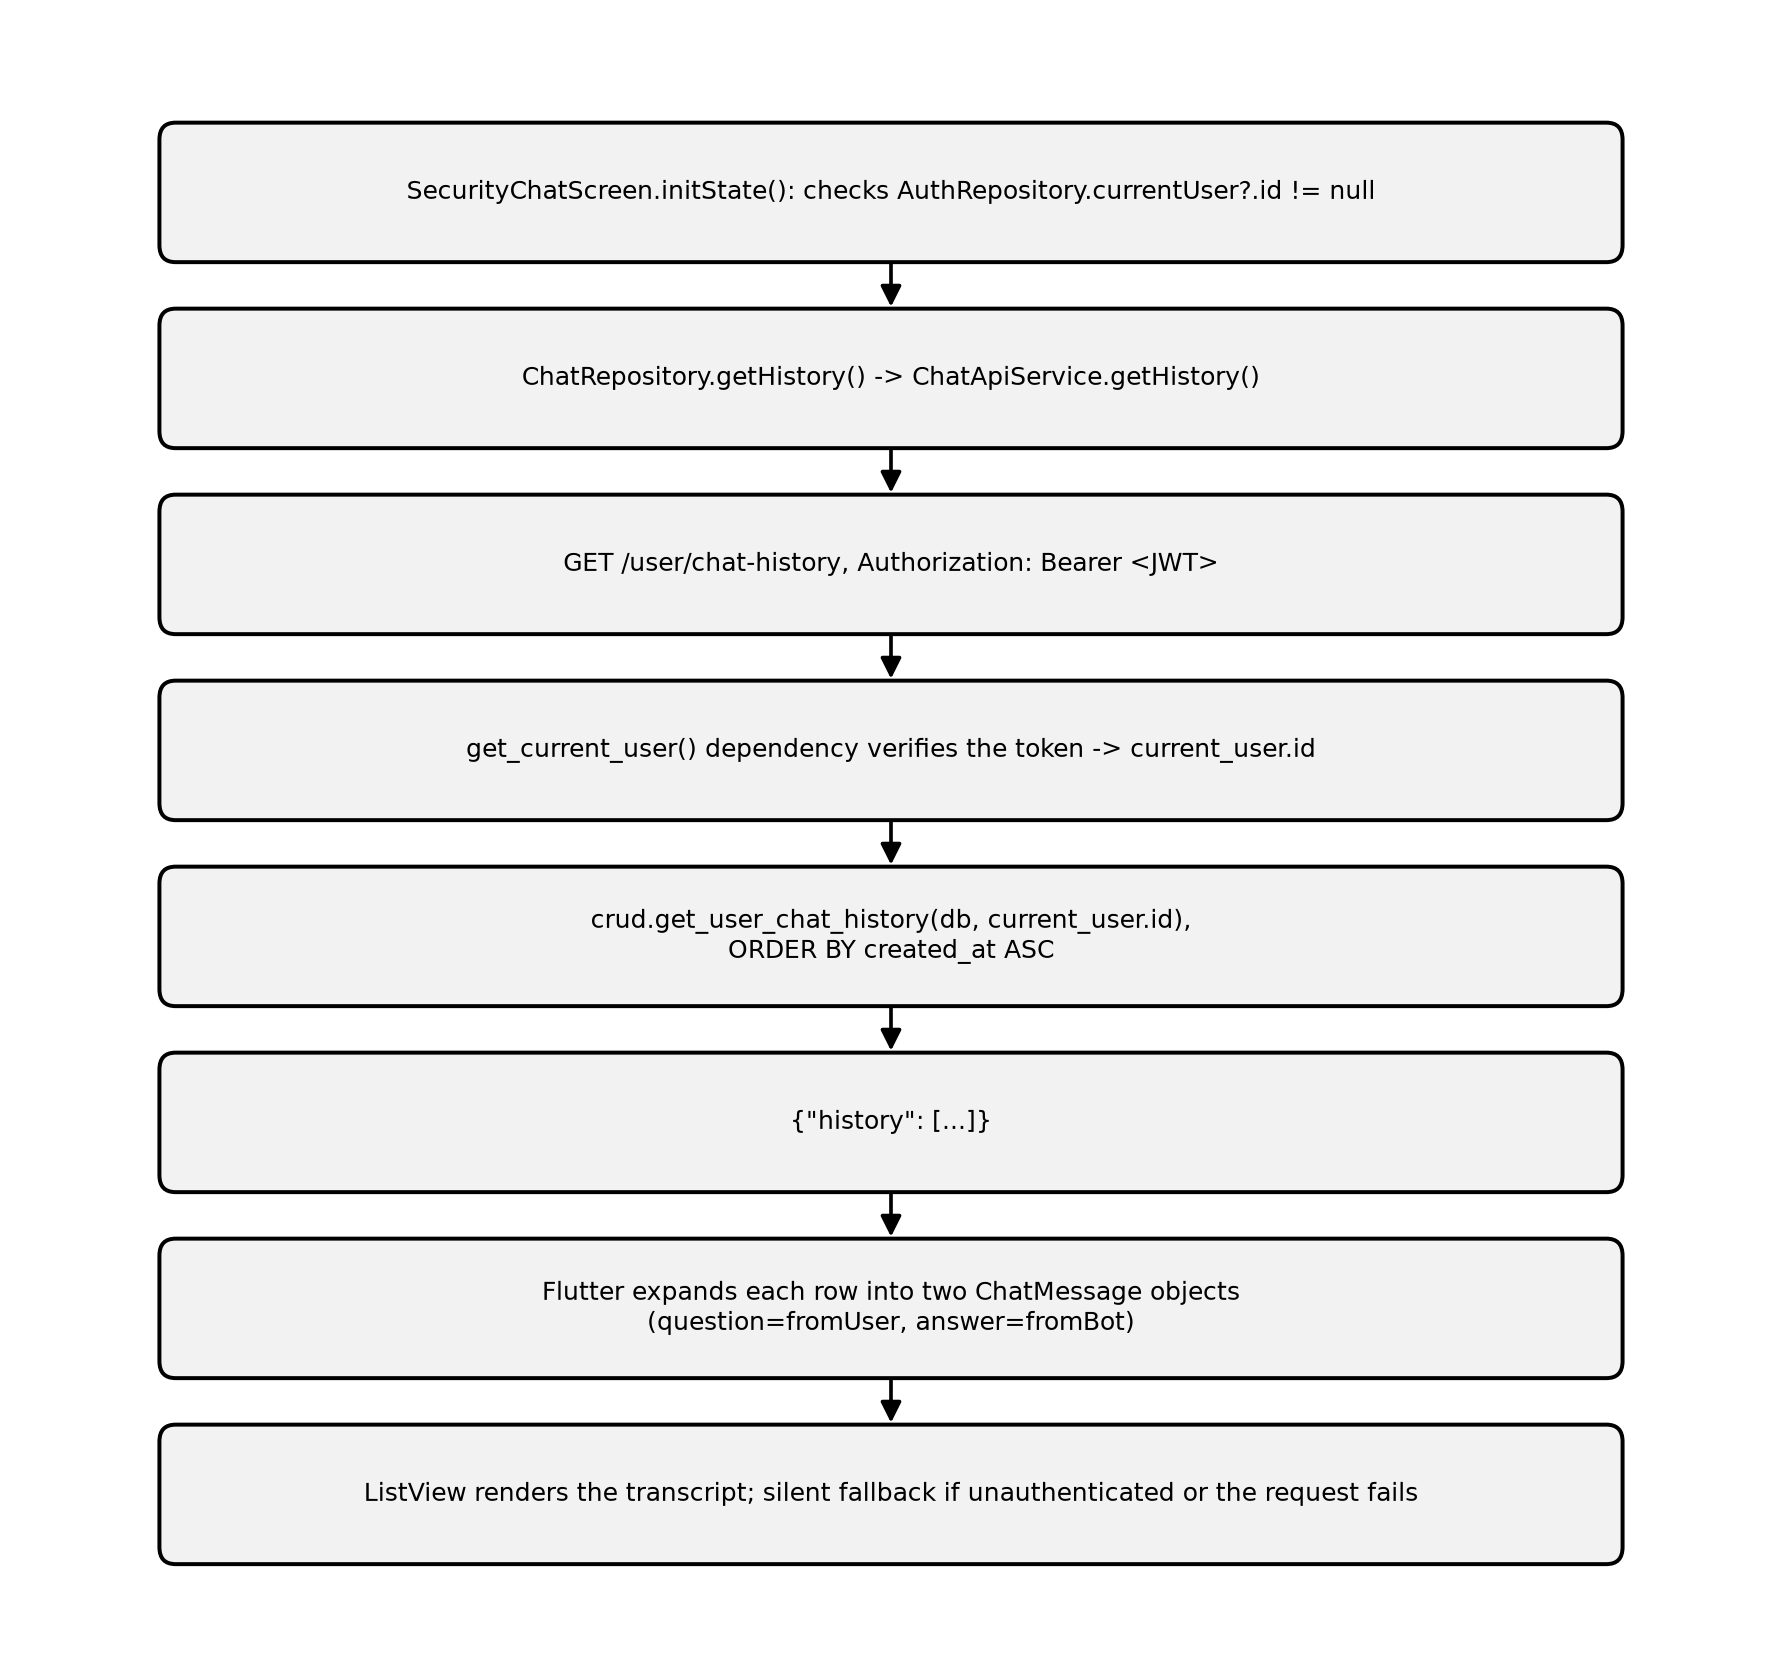 SecurityChatScreen.initState(): checks AuthRepository.currentUser?.id != null
ChatRepository.getHistory() -> ChatApiService.getHistory()
GET /user/chat-history, Authorization: Bearer <JWT>
get_current_user() dependency verifies the token -> current_user.id
crud.get_user_chat_history(db, current_user.id),
ORDER BY created_at ASC
{"history": [...]}
Flutter expands each row into two ChatMessage objects
(question=fromUser, answer=fromBot)
ListView renders the transcript; silent fallback if unauthenticated or the request fails